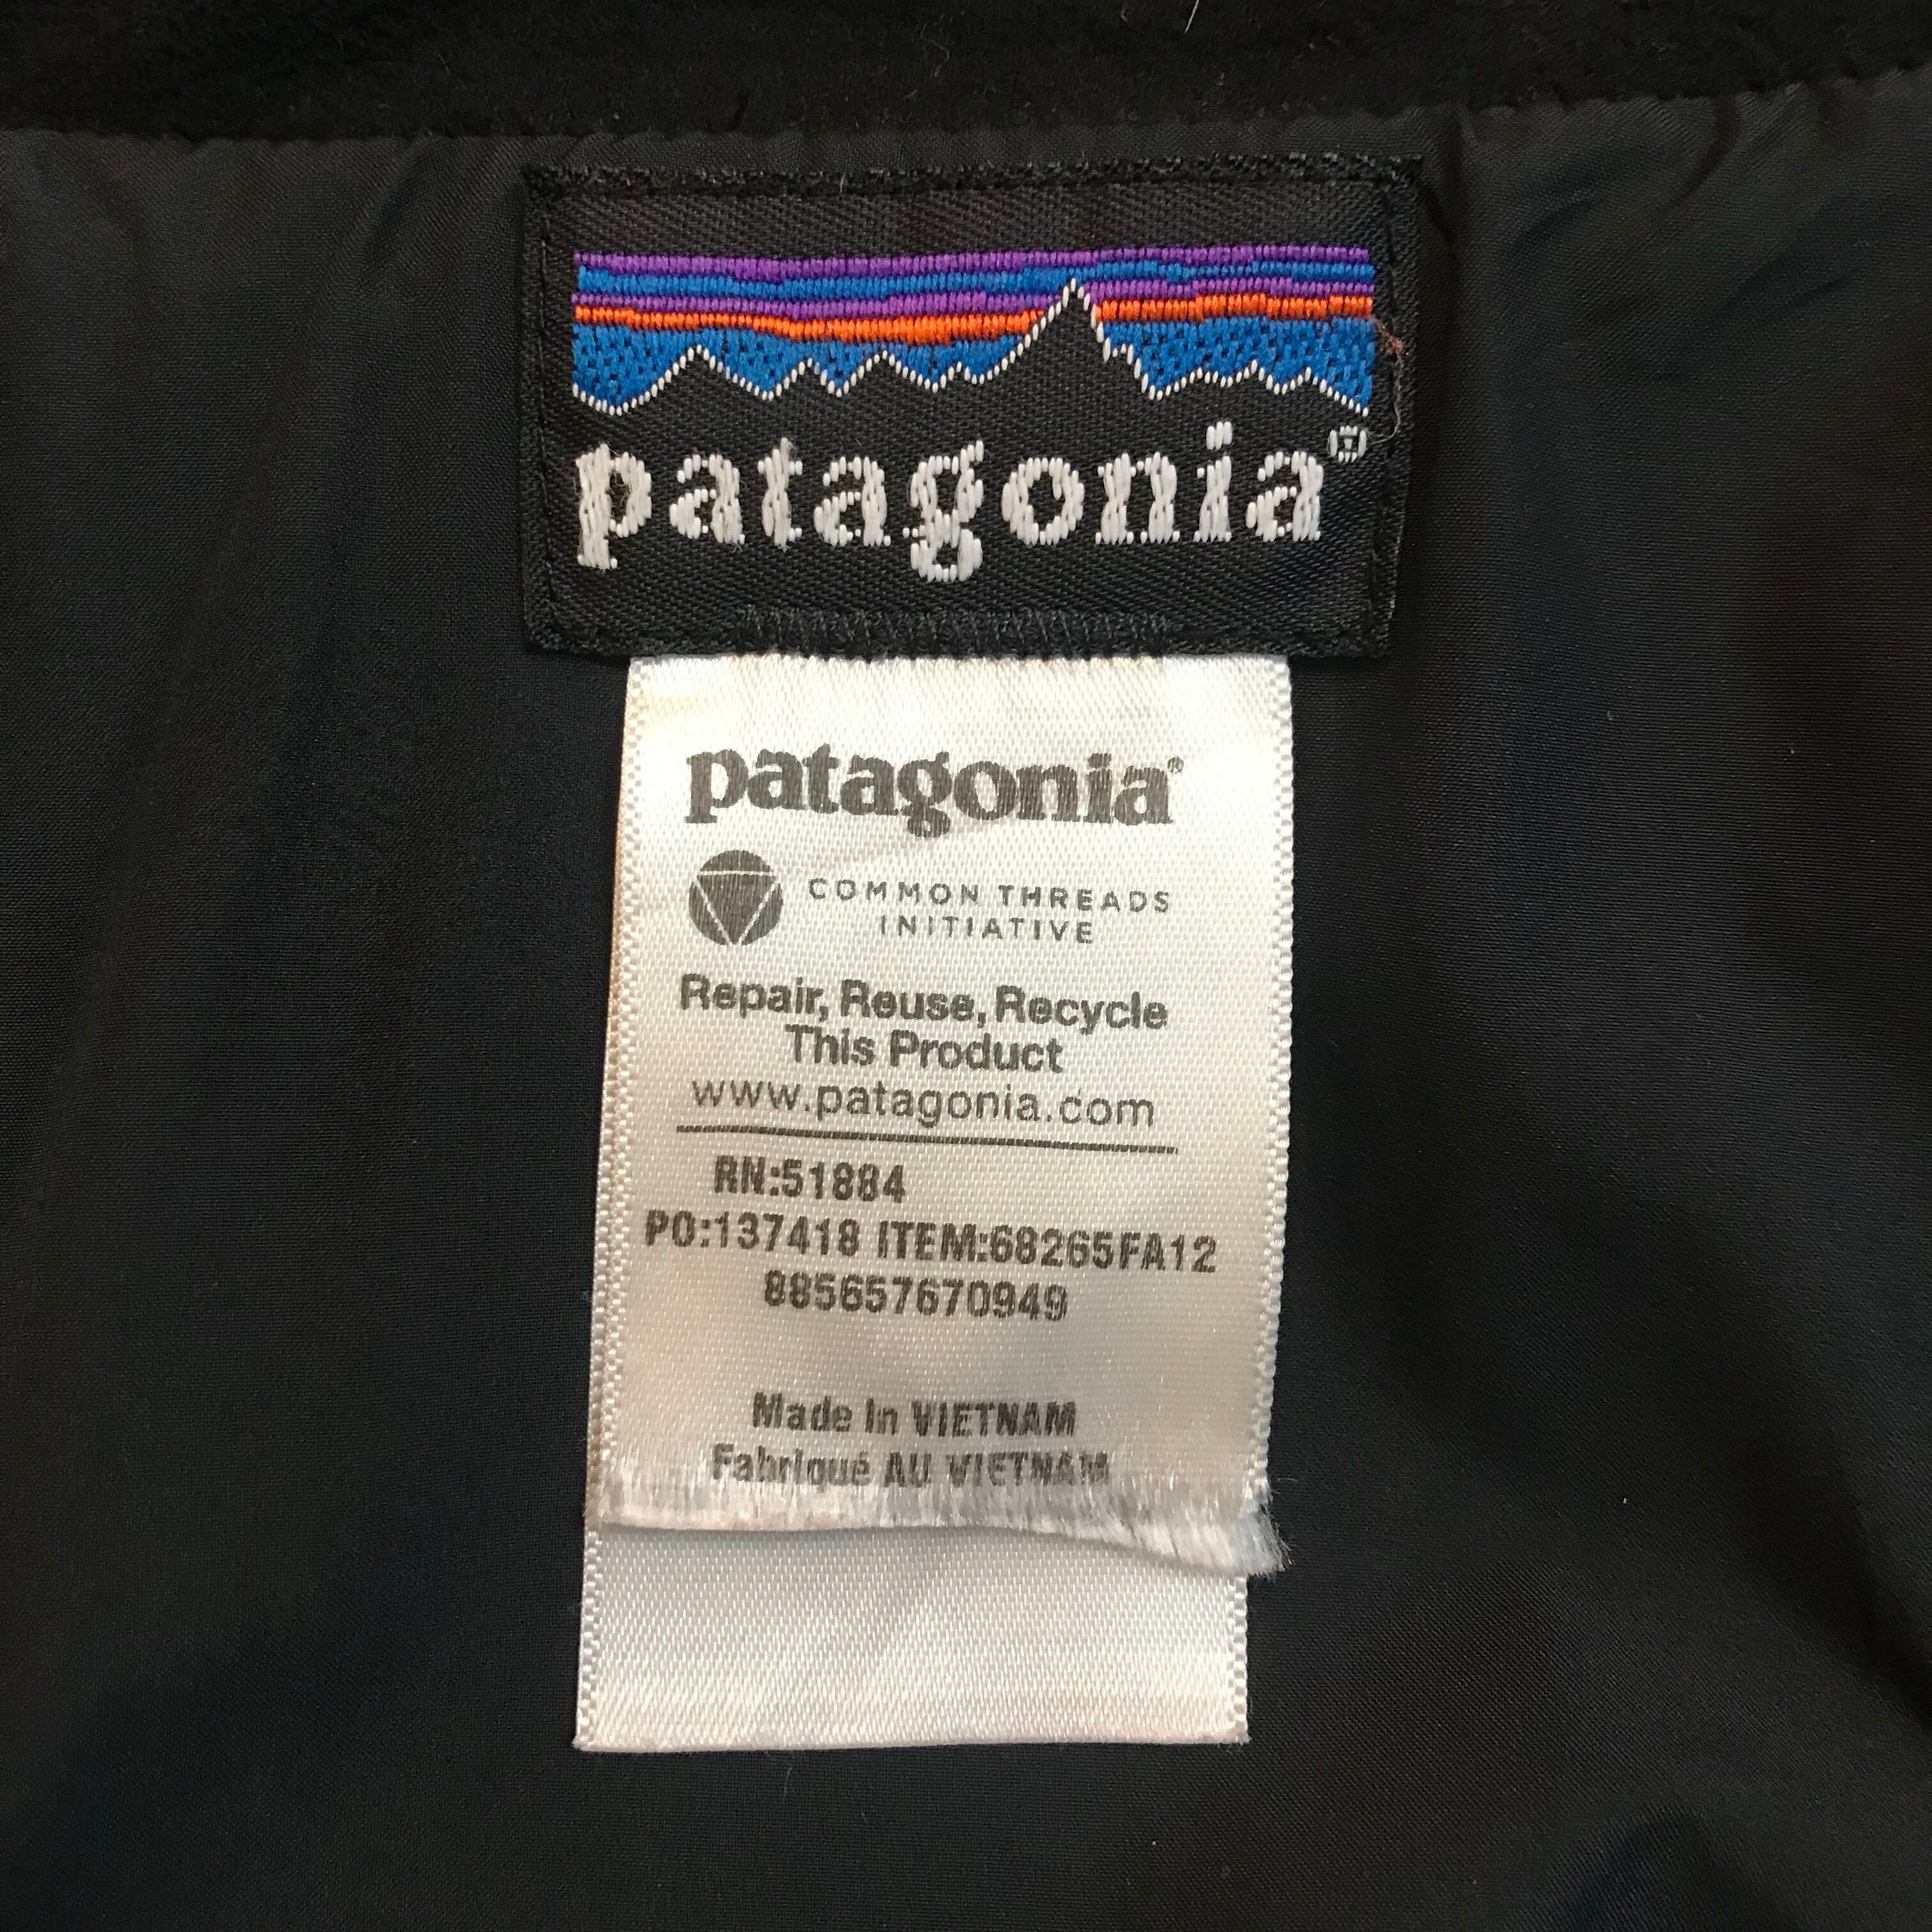 patagonia®
patagonia®
COMMON THREADS
INITIATIVE
Repair, Reuse, Recycle
This Product
www.patagonia.com
RN:51884
PO:137418 ITEM:68265FA12
885657670949
Made In VIETNAM
Fabriqué AU VIETNAM